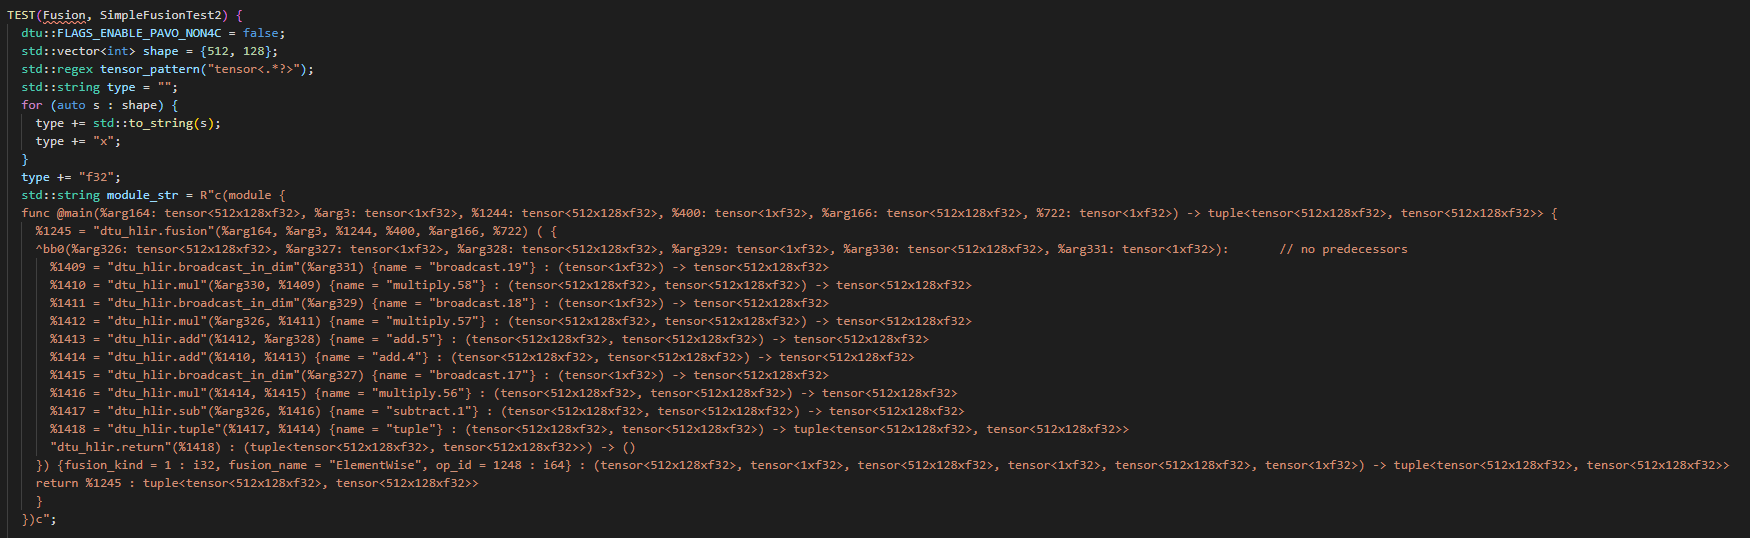 TEST(Fusion, SimpleFusionTest2) {
  dtu::FLAGS_ENABLE_PAVO_NON4C = false;
  std::vector<int> shape = {512, 128};
  std::regex tensor_pattern("tensor<.*?>");
  std::string type = "";
  for (auto s : shape) {
    type += std::to_string(s);
    type += "x";
  }
  type += "f32";
  std::string module_str = R"c(module {
  func @main(%arg164: tensor<512x128xf32>, %arg3: tensor<1xf32>, %1244: tensor<512x128xf32>, %400: tensor<1xf32>, %arg166: tensor<512x128xf32>, %722: tensor<1xf32>) -> tuple<tensor<512x128xf32>, tensor<512x128xf32>> {
    %1245 = "dtu_hlir.fusion"(%arg164, %arg3, %1244, %400, %arg166, %722) ( {
    ^bb0(%arg326: tensor<512x128xf32>, %arg327: tensor<1xf32>, %arg328: tensor<512x128xf32>, %arg329: tensor<1xf32>, %arg330: tensor<512x128xf32>, %arg331: tensor<1xf32>):       // no predecessors
      %1409 = "dtu_hlir.broadcast_in_dim"(%arg331) {name = "broadcast.19"} : (tensor<1xf32>) -> tensor<512x128xf32>
      %1410 = "dtu_hlir.mul"(%arg330, %1409) {name = "multiply.58"} : (tensor<512x128xf32>, tensor<512x128xf32>) -> tensor<512x128xf32>
      %1411 = "dtu_hlir.broadcast_in_dim"(%arg329) {name = "broadcast.18"} : (tensor<1xf32>) -> tensor<512x128xf32>
      %1412 = "dtu_hlir.mul"(%arg326, %1411) {name = "multiply.57"} : (tensor<512x128xf32>, tensor<512x128xf32>) -> tensor<512x128xf32>
      %1413 = "dtu_hlir.add"(%1412, %arg328) {name = "add.5"} : (tensor<512x128xf32>, tensor<512x128xf32>) -> tensor<512x128xf32>
      %1414 = "dtu_hlir.add"(%1410, %1413) {name = "add.4"} : (tensor<512x128xf32>, tensor<512x128xf32>) -> tensor<512x128xf32>
      %1415 = "dtu_hlir.broadcast_in_dim"(%arg327) {name = "broadcast.17"} : (tensor<1xf32>) -> tensor<512x128xf32>
      %1416 = "dtu_hlir.mul"(%1414, %1415) {name = "multiply.56"} : (tensor<512x128xf32>, tensor<512x128xf32>) -> tensor<512x128xf32>
      %1417 = "dtu_hlir.sub"(%arg326, %1416) {name = "subtract.1"} : (tensor<512x128xf32>, tensor<512x128xf32>) -> tensor<512x128xf32>
      %1418 = "dtu_hlir.tuple"(%1417, %1414) {name = "tuple"} : (tensor<512x128xf32>, tensor<512x128xf32>) -> tuple<tensor<512x128xf32>, tensor<512x128xf32>>
      "dtu_hlir.return"(%1418) : (tuple<tensor<512x128xf32>, tensor<512x128xf32>>) -> ()
    }) {fusion_kind = 1 : i32, fusion_name = "ElementWise", op_id = 1248 : i64} : (tensor<512x128xf32>, tensor<1xf32>, tensor<512x128xf32>, tensor<1xf32>, tensor<512x128xf32>, tensor<1xf32>) -> tuple<tensor<512x128xf32>, tensor<512x128xf32>>
    return %1245 : tuple<tensor<512x128xf32>, tensor<512x128xf32>>
    }
  })c";